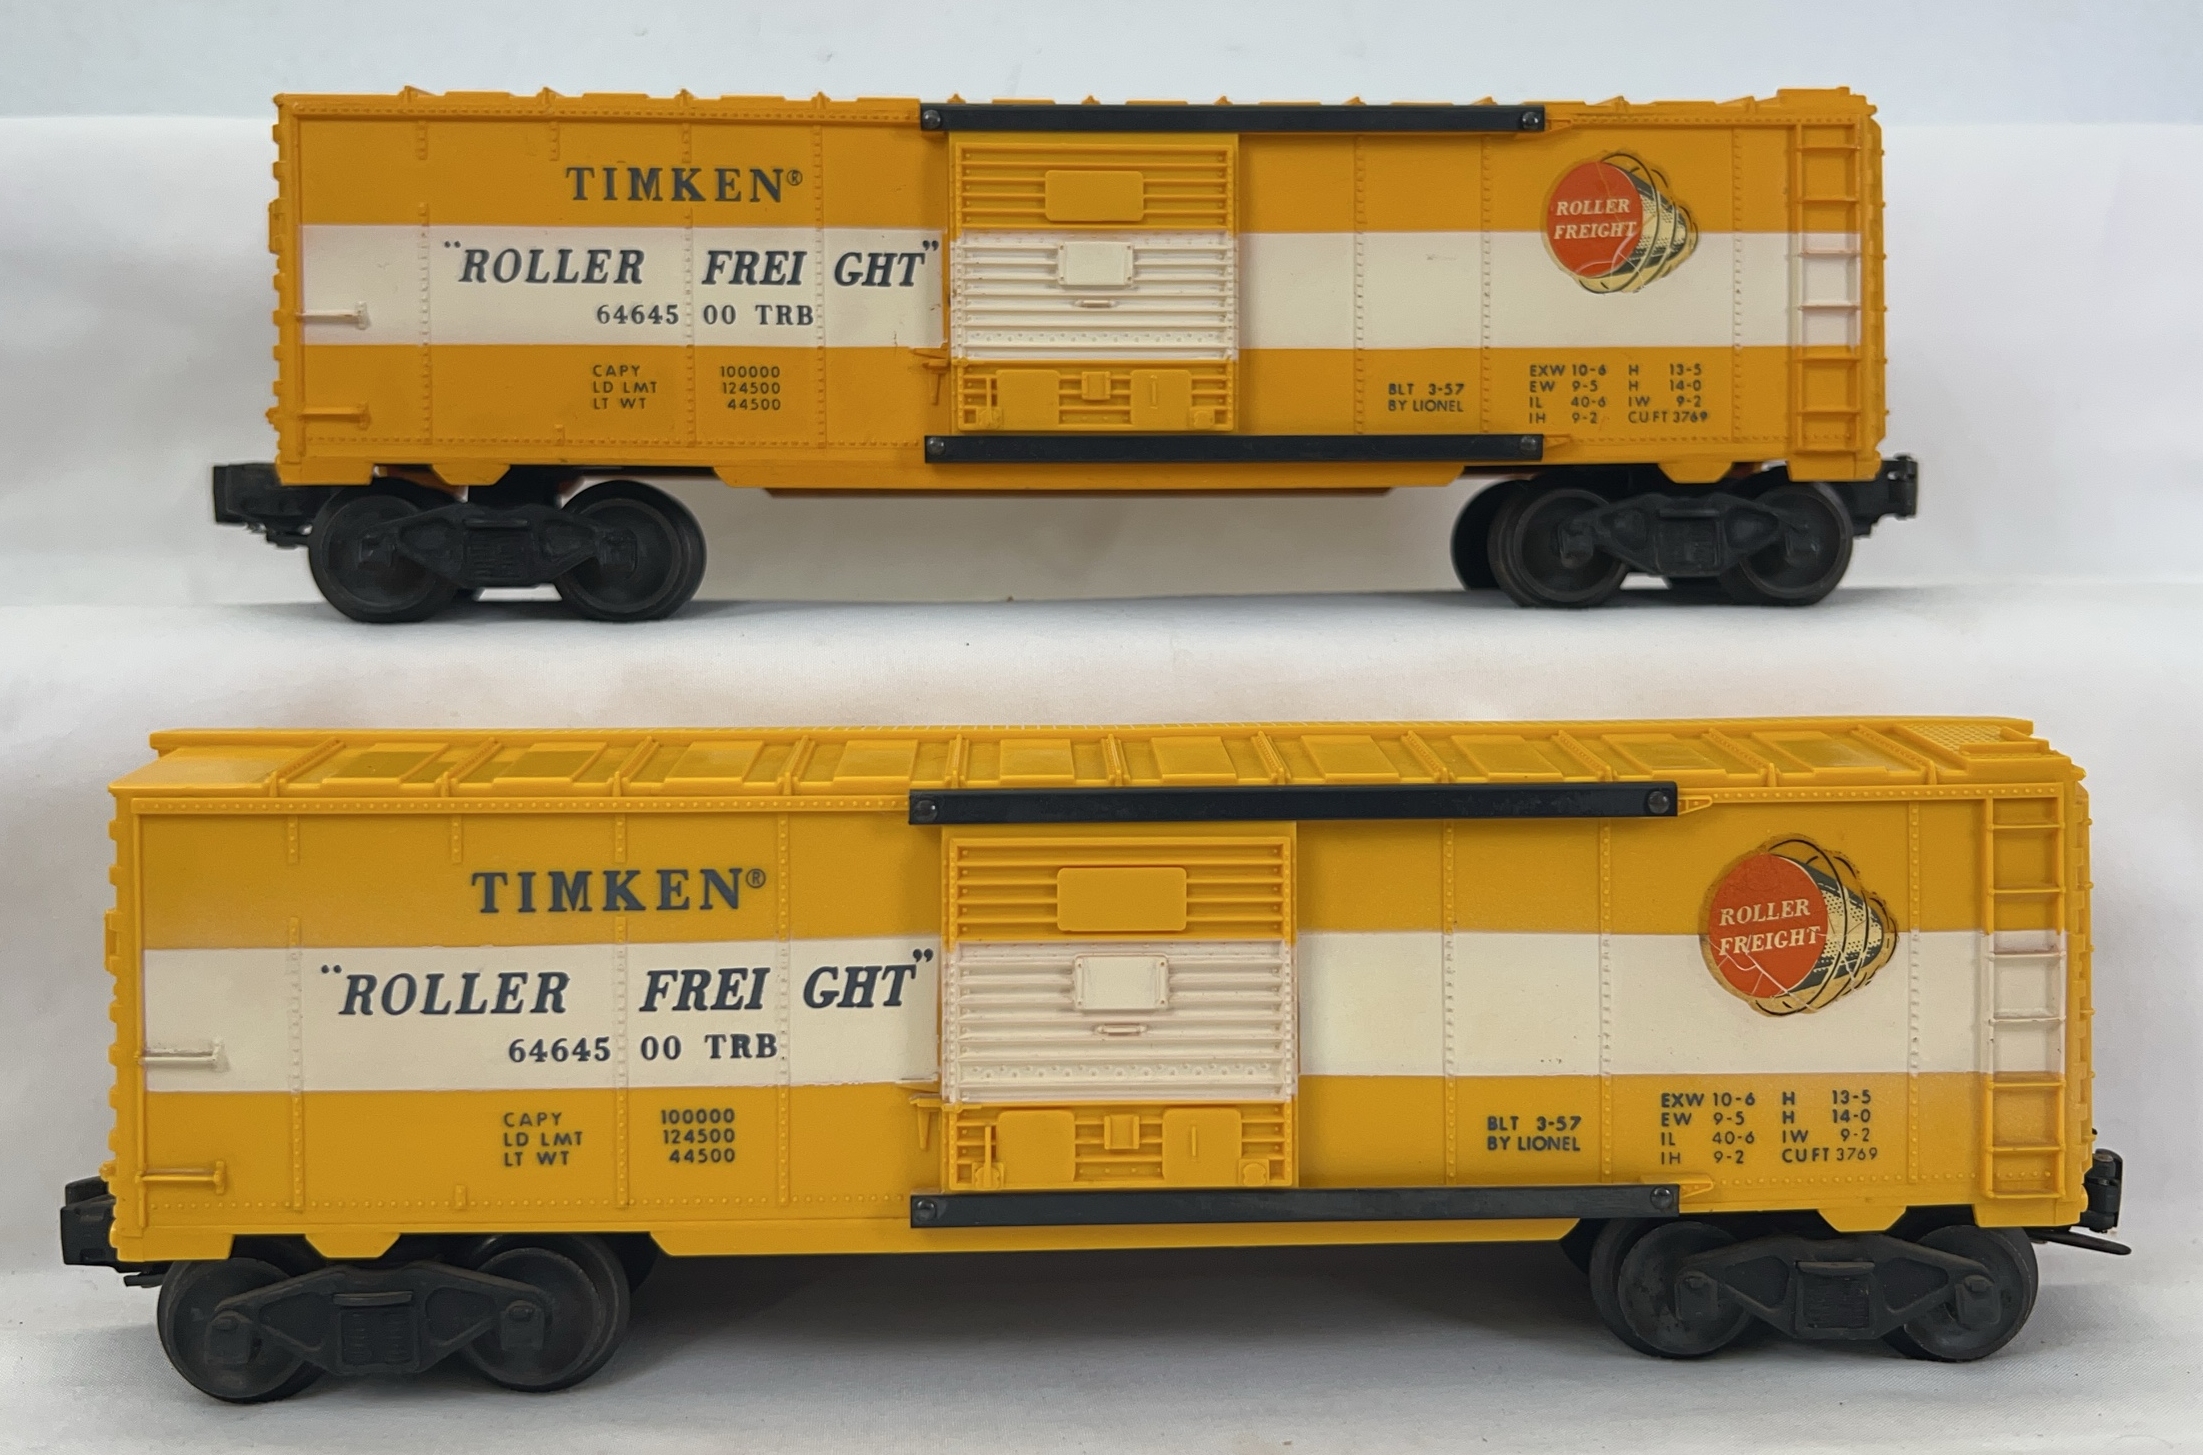 TIMKEN®
"ROLLER FREI GHT"
64645 00 TRB
CAPY 100000
LD LMT 124500
LT WT 44500
ROLLER
FREIGHT
BLT 3-57
BY LIONEL
EXW 10-6 H 13-5
EW 9-5 H 14-0
IL 40-6 IW 9-2
IH 9-2 CU FT 3769
TIMKEN®
"ROLLER FREI GHT"
64645 00 TRB
CAPY 100000
LD LMT 124500
LT WT 44500
ROLLER
FREIGHT
BLT 3-57
BY LIONEL
EXW 10-6 H 13-5
EW 9-5 H 14-0
IL 40-6 IW 9-2
IH 9-2 CU FT 3769